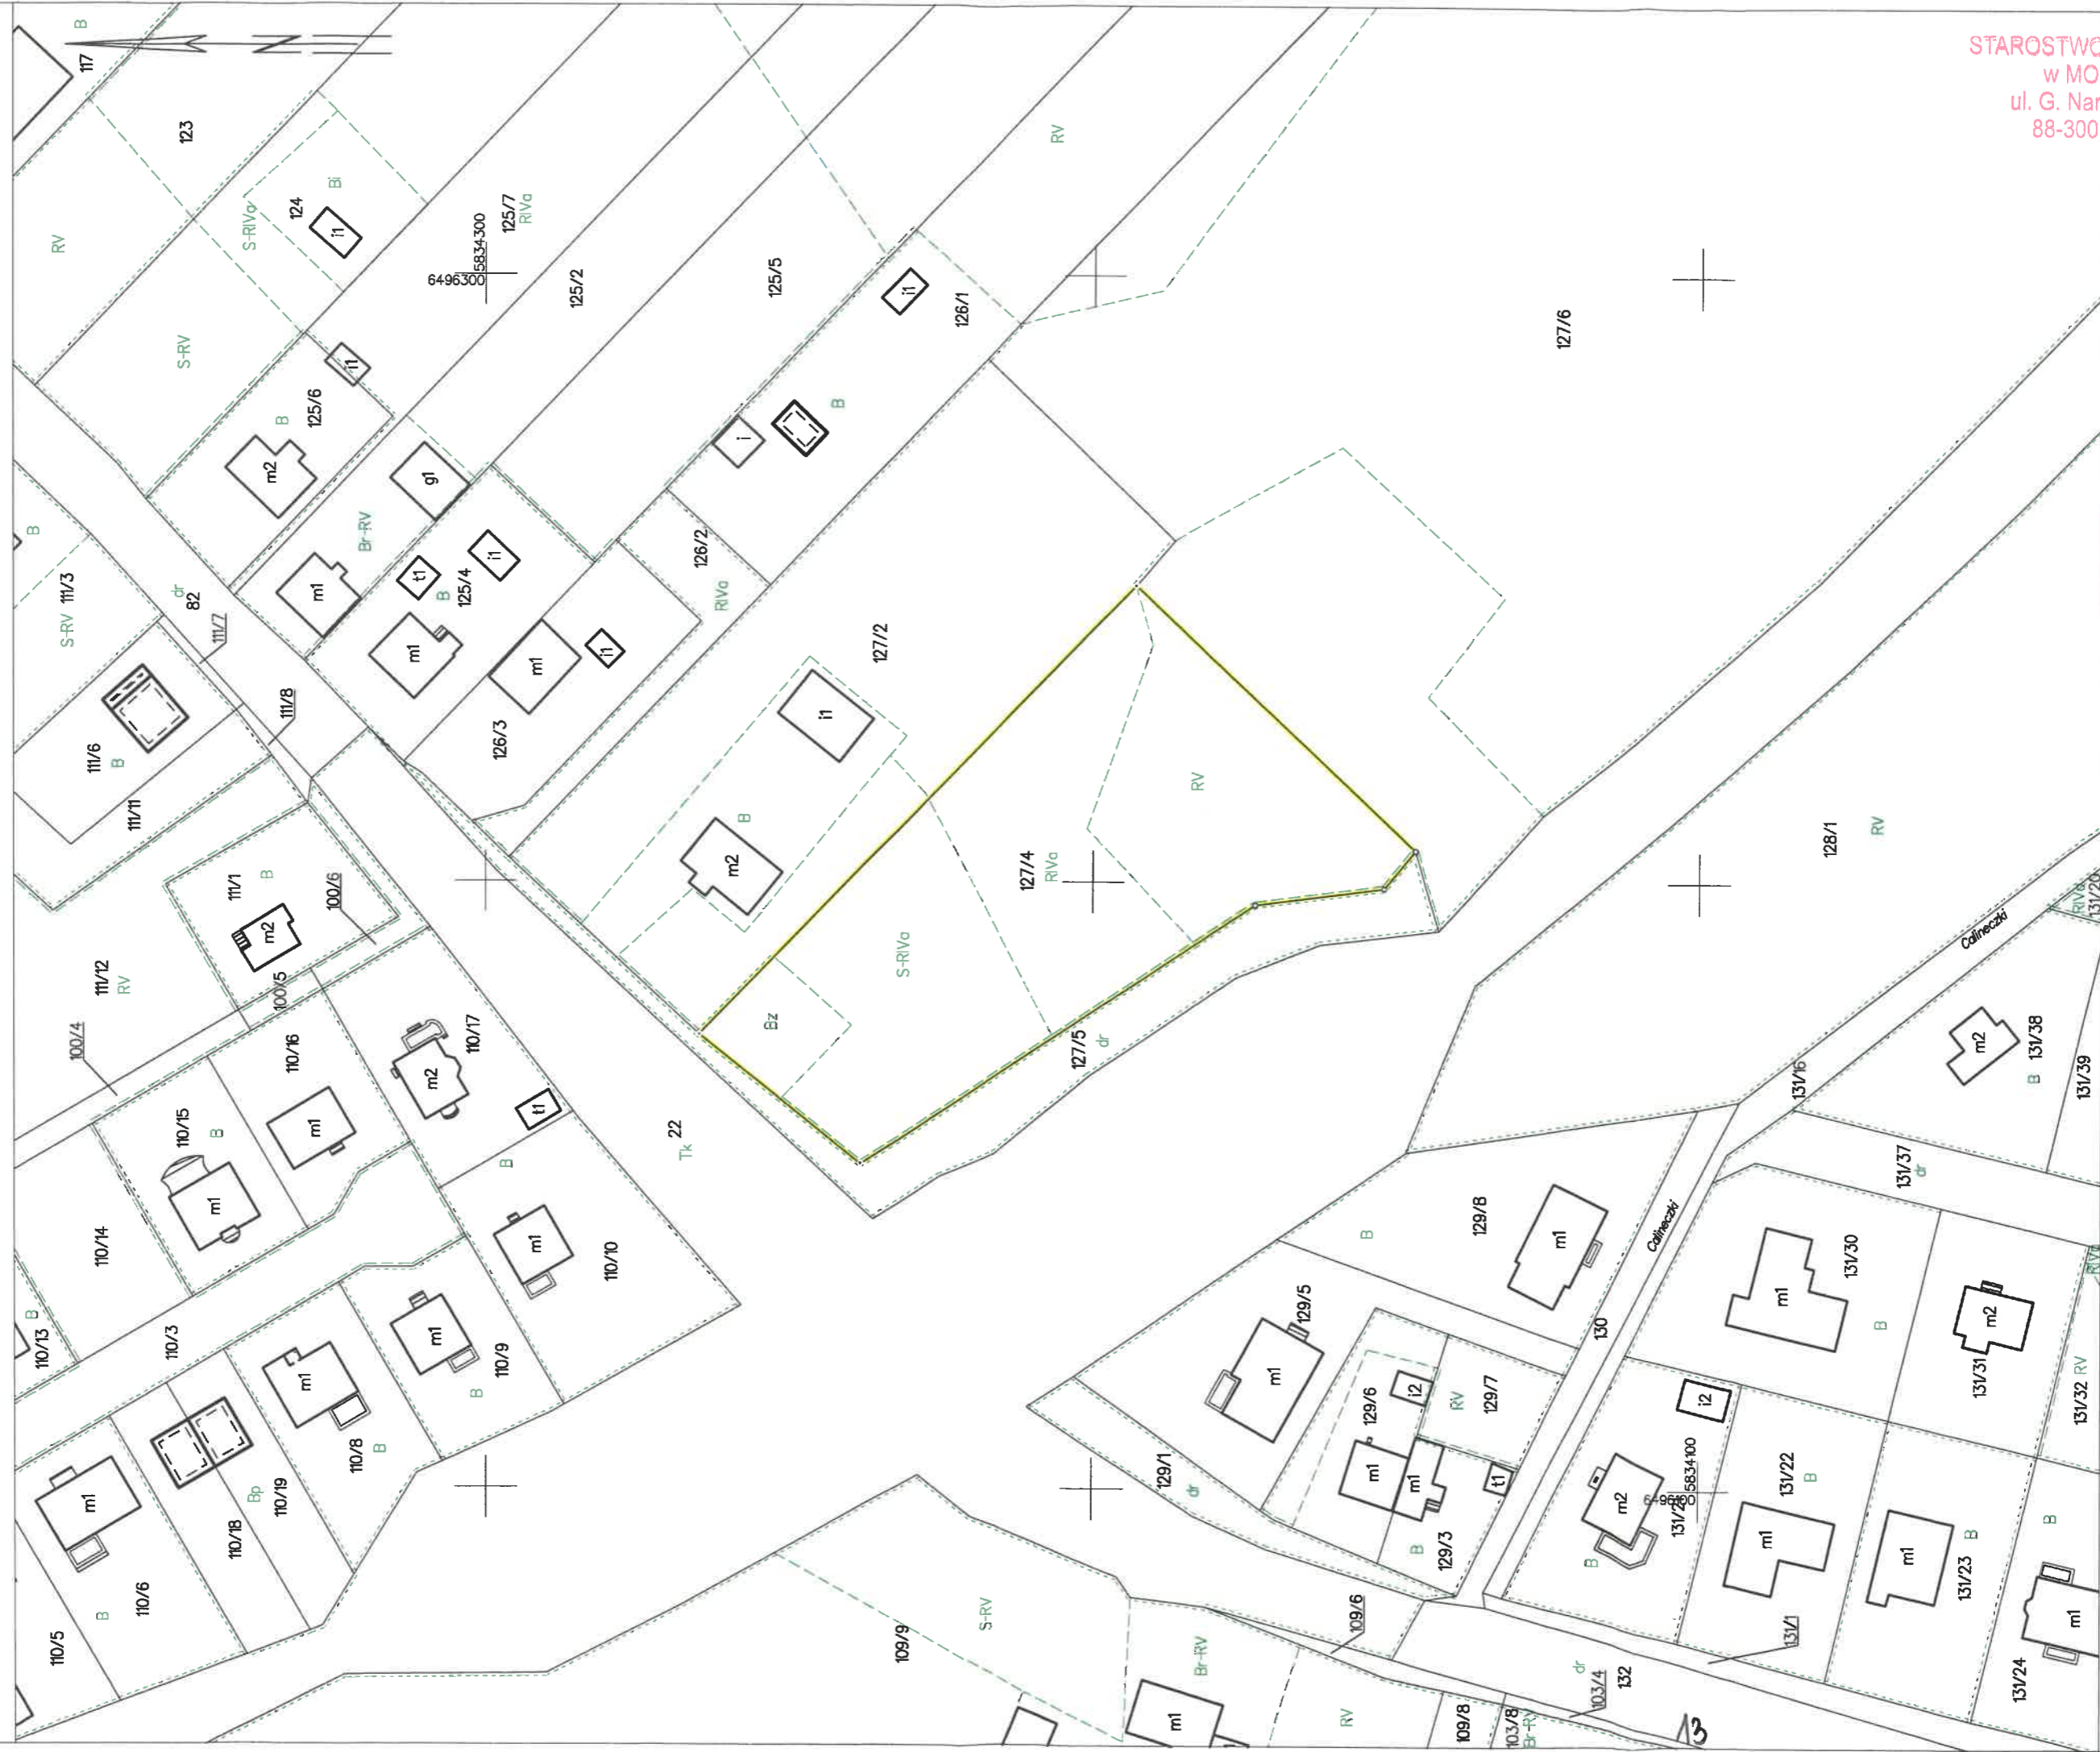 STAROSTWO
w MO
ul. G. Nar
88-300
B
117
N
123
RV
124
Bi
S-RIVa
i1
125/7
RIVa
5834300
6496300
125/2
125/5
RV
i1
126/1
127/6
S-RV
i1
125/6
B
m2
g1
i
B
B
111/3
S-RV
dr
82
111/7
Br-RV
m1
t1
B
125/4
i1
m1
m1
i1
126/2
RIVa
126/3
127/2
i1
B
m2
111/8
111/6
B
111/11
111/1
B
m2
100/6
111/12
RV
100/5
100/4
RV
127/4
RIVa
S-RIVa
Bz
127/5
dr
128/1
RV
Calineczki
RIVa
131/20
110/17
m2
t1
110/16
m1
110/15
B
m1
B
22
Tk
110/14
m1
110/10
131/16
m2
131/38
B
131/39
131/37
dr
B
110/13
110/3
m1
m1
110/9
B
110/8
B
129/8
B
m1
Calineczki
129/5
m1
130
131/30
m1
B
m2
131/31
131/32
RV
129/6
i2
RV
129/7
m1
m1
t1
129/1
dr
B
129/3
i2
m2
B
5834100
6496100
131/22
B
m1
m1
B
131/23
B
m1
131/24
m1
Bp
110/19
110/18
B
110/6
110/5
109/9
S-RV
Br-RV
m1
RV
109/6
109/8
103/8
Br-RV
dr
103/4
132
131/1
13